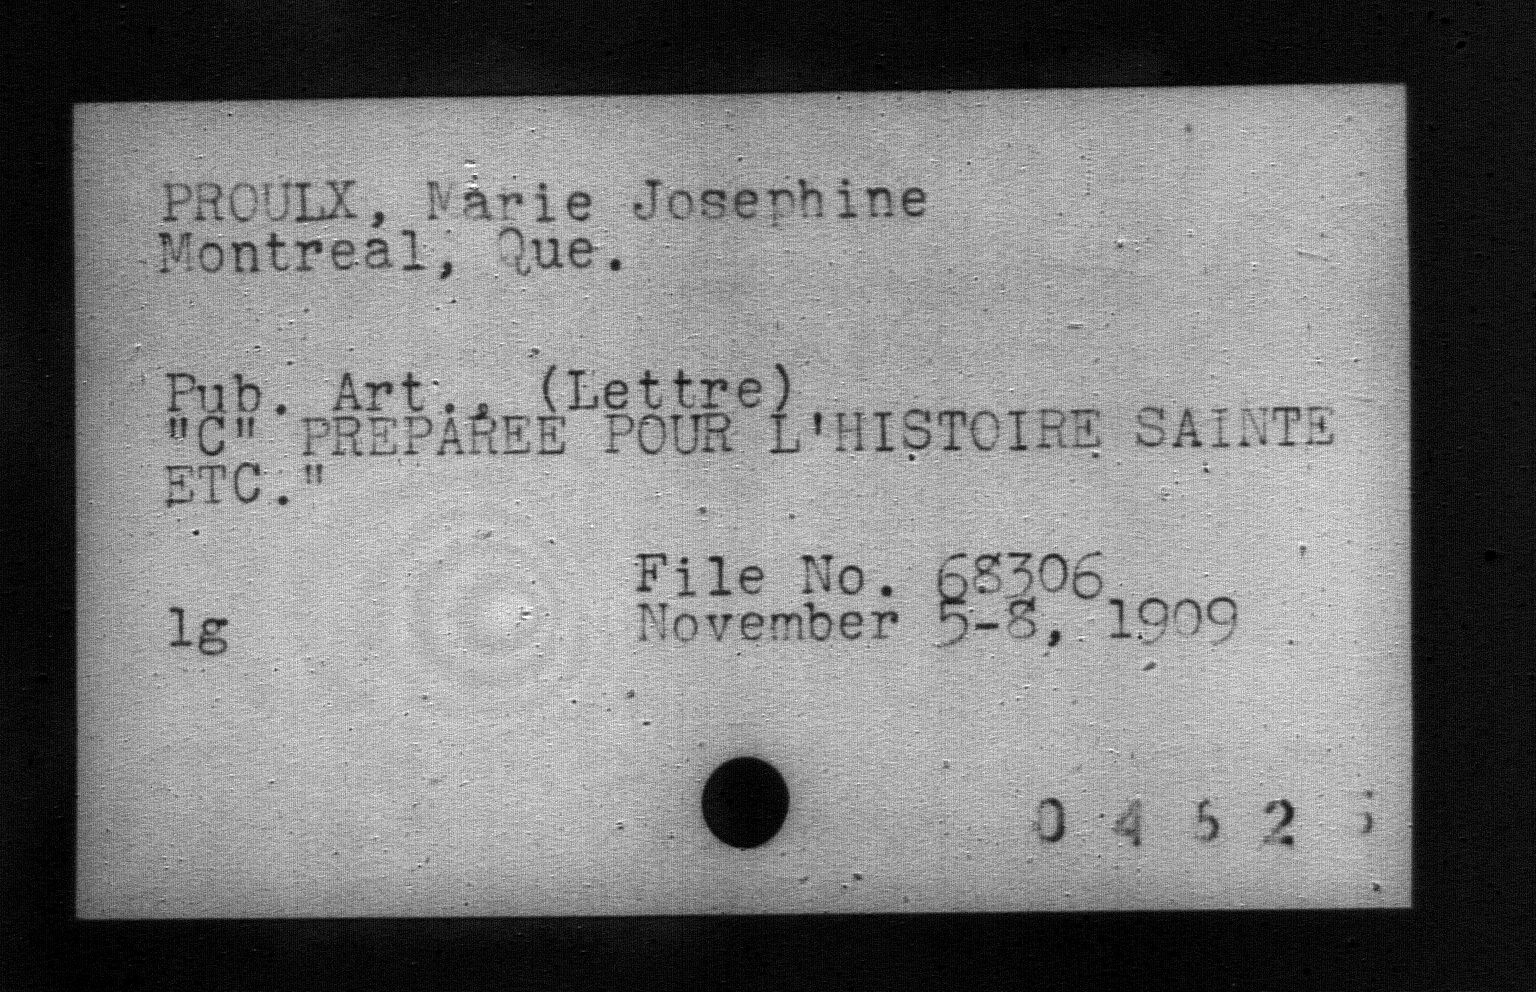 PROULX, Marie Josephine
Montreal, Que.
Pub. Art., (Lettre)
"C" PREPAREE POUR L'HISTOIRE SAINTE
ETC."
File No. 68306
lg November 5-8, 1909
0 4 5 2